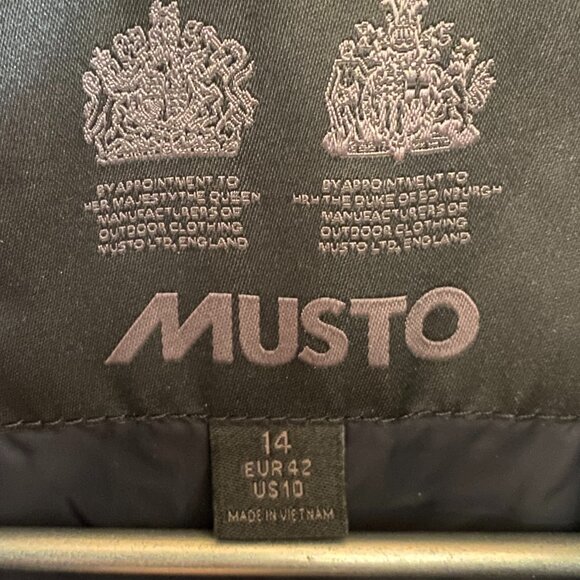 BY APPOINTMENT TO
HER MAJESTY THE QUEEN
MANUFACTURERS OF
OUTDOOR CLOTHING
MUSTO LTD, ENGLAND
BY APPOINTMENT TO
HRH THE DUKE OF EDINBURGH
MANUFACTURERS OF
OUTDOOR CLOTHING
MUSTO LTD, ENGLAND
MUSTO
14
EUR 42
US 10
MADE IN VIETNAM